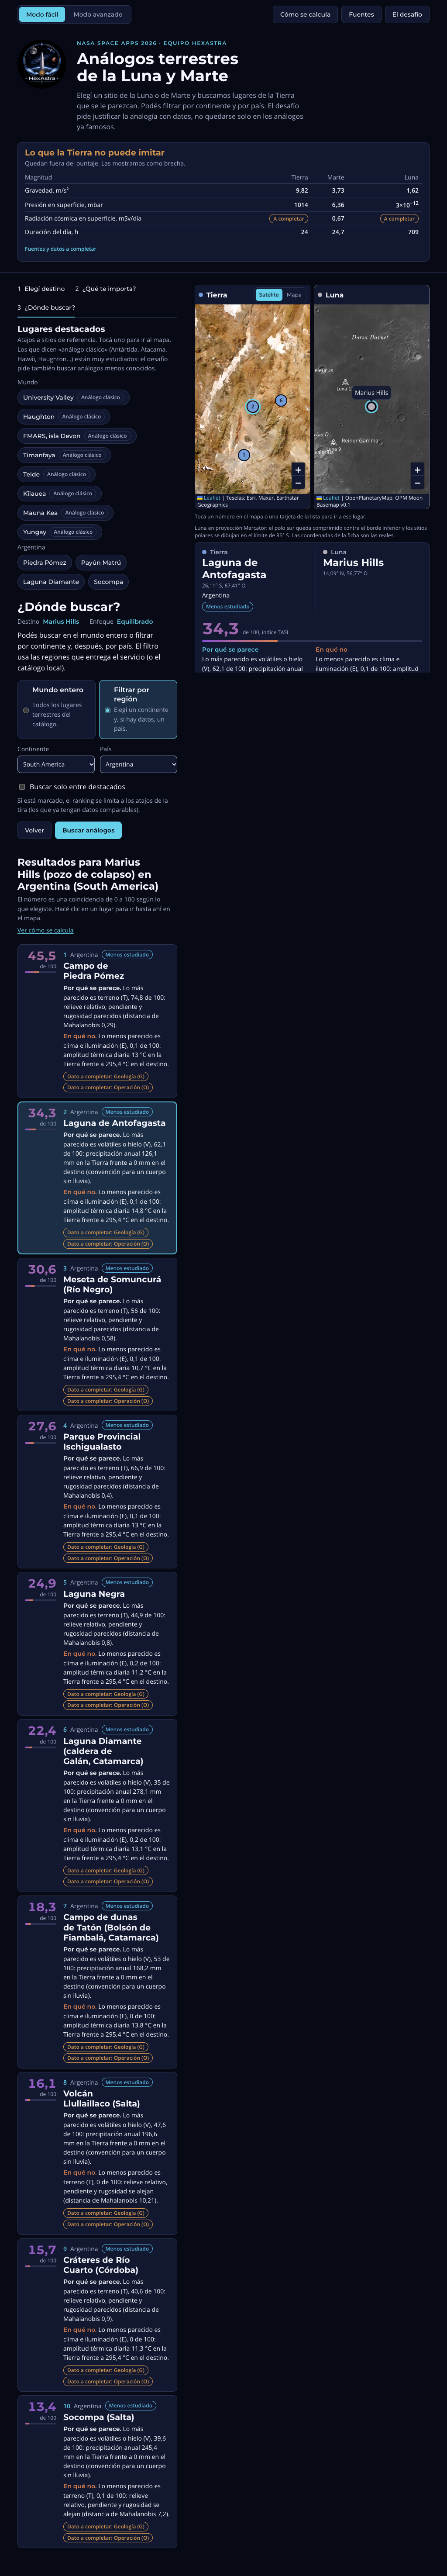 Modo fácil
Modo avanzado
Cómo se calcula
Fuentes
El desafío
HexAstra
NASA SPACE APPS 2026 · EQUIPO HEXASTRA
Análogos terrestres
de la Luna y Marte
Elegí un sitio de la Luna o de Marte y buscamos lugares de la Tierra
que se le parezcan. Podés filtrar por continente y por país. El desafío
pide justificar la analogía con datos, no quedarse solo en los análogos
ya famosos.
Lo que la Tierra no puede imitar
Quedan fuera del puntaje. Las mostramos como brecha.
Magnitud Tierra Marte Luna
Gravedad, m/s² 9,82 3,73 1,62
Presión en superficie, mbar 1014 6,36 3×10⁻¹²
Radiación cósmica en superficie, mSv/día A completar 0,67 A completar
Duración del día, h 24 24,7 709
Fuentes y datos a completar
1 Elegí destino
2 ¿Qué te importa?
3 ¿Dónde buscar?
Lugares destacados
Atajos a sitios de referencia. Tocá uno para ir al mapa.
Los que dicen «análogo clásico» (Antártida, Atacama,
Hawái, Haughton…) están muy estudiados: el desafío
pide también buscar análogos menos conocidos.
Mundo
University Valley Análogo clásico
Haughton Análogo clásico
FMARS, isla Devon Análogo clásico
Timanfaya Análogo clásico
Teide Análogo clásico
Kilauea Análogo clásico
Mauna Kea Análogo clásico
Yungay Análogo clásico
Argentina
Piedra Pómez
Payún Matrú
Laguna Diamante
Socompa
¿Dónde buscar?
Destino Marius Hills Enfoque Equilibrado
Podés buscar en el mundo entero o filtrar
por continente y, después, por país. El filtro
usa las regiones que entrega el servicio (o el
catálogo local).
Mundo entero
Todos los lugares
terrestres del
catálogo.
Filtrar por
región
Elegí un continente
y, si hay datos, un
país.
Continente
País
South America
Argentina
Buscar solo entre destacados
Si está marcado, el ranking se limita a los atajos de la
tira (los que ya tengan datos comparables).
Volver
Buscar análogos
Resultados para Marius
Hills (pozo de colapso) en
Argentina (South America)
El número es una coincidencia de 0 a 100 según lo
que elegiste. Hacé clic en un lugar para ir hasta ahí en
el mapa.
Ver cómo se calcula
45,5
de 100
1 Argentina Menos estudiado
Campo de
Piedra Pómez
Por qué se parece. Lo más
parecido es terreno (T), 74,8 de 100:
relieve relativo, pendiente y
rugosidad parecidos (distancia de
Mahalanobis 0,29).
En qué no. Lo menos parecido es
clima e iluminación (E), 0,1 de 100:
amplitud térmica diaria 13 °C en la
Tierra frente a 295,4 °C en el destino.
Dato a completar: Geología (G)
Dato a completar: Operación (O)
34,3
de 100
2 Argentina Menos estudiado
Laguna de Antofagasta
Por qué se parece. Lo más
parecido es volátiles o hielo (V), 62,1
de 100: precipitación anual 126,1
mm en la Tierra frente a 0 mm en el
destino (convención para un cuerpo
sin lluvia).
En qué no. Lo menos parecido es
clima e iluminación (E), 0,1 de 100:
amplitud térmica diaria 14,8 °C en la
Tierra frente a 295,4 °C en el destino.
Dato a completar: Geología (G)
Dato a completar: Operación (O)
30,6
de 100
3 Argentina Menos estudiado
Meseta de Somuncurá
(Río Negro)
Por qué se parece. Lo más
parecido es terreno (T), 56 de 100:
relieve relativo, pendiente y
rugosidad parecidos (distancia de
Mahalanobis 0,58).
En qué no. Lo menos parecido es
clima e iluminación (E), 0,1 de 100:
amplitud térmica diaria 10,7 °C en la
Tierra frente a 295,4 °C en el destino.
Dato a completar: Geología (G)
Dato a completar: Operación (O)
27,6
de 100
4 Argentina Menos estudiado
Parque Provincial
Ischigualasto
Por qué se parece. Lo más
parecido es terreno (T), 66,9 de 100:
relieve relativo, pendiente y
rugosidad parecidos (distancia de
Mahalanobis 0,4).
En qué no. Lo menos parecido es
clima e iluminación (E), 0,1 de 100:
amplitud térmica diaria 13 °C en la
Tierra frente a 295,4 °C en el destino.
Dato a completar: Geología (G)
Dato a completar: Operación (O)
24,9
de 100
5 Argentina Menos estudiado
Laguna Negra
Por qué se parece. Lo más
parecido es terreno (T), 44,9 de 100:
relieve relativo, pendiente y
rugosidad parecidos (distancia de
Mahalanobis 0,8).
En qué no. Lo menos parecido es
clima e iluminación (E), 0,2 de 100:
amplitud térmica diaria 11,2 °C en la
Tierra frente a 295,4 °C en el destino.
Dato a completar: Geología (G)
Dato a completar: Operación (O)
22,4
de 100
6 Argentina Menos estudiado
Laguna Diamante
(caldera de
Galán, Catamarca)
Por qué se parece. Lo más
parecido es volátiles o hielo (V), 35 de
100: precipitación anual 278,1 mm
en la Tierra frente a 0 mm en el
destino (convención para un cuerpo
sin lluvia).
En qué no. Lo menos parecido es
clima e iluminación (E), 0,2 de 100:
amplitud térmica diaria 13,1 °C en la
Tierra frente a 295,4 °C en el destino.
Dato a completar: Geología (G)
Dato a completar: Operación (O)
18,3
de 100
7 Argentina Menos estudiado
Campo de dunas
de Tatón (Bolsón de
Fiambalá, Catamarca)
Por qué se parece. Lo más
parecido es volátiles o hielo (V), 53 de
100: precipitación anual 168,2 mm
en la Tierra frente a 0 mm en el
destino (convención para un cuerpo
sin lluvia).
En qué no. Lo menos parecido es
clima e iluminación (E), 0 de 100:
amplitud térmica diaria 13,8 °C en la
Tierra frente a 295,4 °C en el destino.
Dato a completar: Geología (G)
Dato a completar: Operación (O)
16,1
de 100
8 Argentina Menos estudiado
Volcán
Llullaillaco (Salta)
Por qué se parece. Lo más
parecido es volátiles o hielo (V), 47,6
de 100: precipitación anual 196,6
mm en la Tierra frente a 0 mm en el
destino (convención para un cuerpo
sin lluvia).
En qué no. Lo menos parecido es
terreno (T), 0 de 100: relieve relativo,
pendiente y rugosidad se alejan
(distancia de Mahalanobis 10,21).
Dato a completar: Geología (G)
Dato a completar: Operación (O)
15,7
de 100
9 Argentina Menos estudiado
Cráteres de Río
Cuarto (Córdoba)
Por qué se parece. Lo más
parecido es terreno (T), 40,6 de 100:
relieve relativo, pendiente y
rugosidad parecidos (distancia de
Mahalanobis 0,9).
En qué no. Lo menos parecido es
clima e iluminación (E), 0 de 100:
amplitud térmica diaria 11,3 °C en la
Tierra frente a 295,4 °C en el destino.
Dato a completar: Geología (G)
Dato a completar: Operación (O)
13,4
de 100
10 Argentina Menos estudiado
Socompa (Salta)
Por qué se parece. Lo más
parecido es volátiles o hielo (V), 39,6
de 100: precipitación anual 245,4
mm en la Tierra frente a 0 mm en el
destino (convención para un cuerpo
sin lluvia).
En qué no. Lo menos parecido es
terreno (T), 0,1 de 100: relieve
relativo, pendiente y rugosidad se
alejan (distancia de Mahalanobis 7,2).
Dato a completar: Geología (G)
Dato a completar: Operación (O)
Tierra
Satélite
Mapa
2
6
1
+
−
Leaflet | Teselas: Esri, Maxar, Earthstar
Geographics
Luna
Dorsa Burnet
Luna
Marius Hills
Luna 9
Reiner Gamma
+
−
Leaflet | OpenPlanetaryMap, OPM Moon
Basemap v0.1
Tocá un número en el mapa o una tarjeta de la lista para ir a ese lugar.
Luna en proyección Mercator: el polo sur queda comprimido contra el borde inferior y los sitios
polares se dibujan en el límite de 85° S. Las coordenadas de la ficha son las reales.
Tierra
Laguna de
Antofagasta
26,11° S, 67,41° O
Argentina
Menos estudiado
Luna
Marius Hills
14,09° N, 56,77° O
34,3 de 100, índice TASI
Por qué se parece
Lo más parecido es volátiles o hielo
(V), 62,1 de 100: precipitación anual
En qué no
Lo menos parecido es clima e
iluminación (E), 0,1 de 100: amplitud